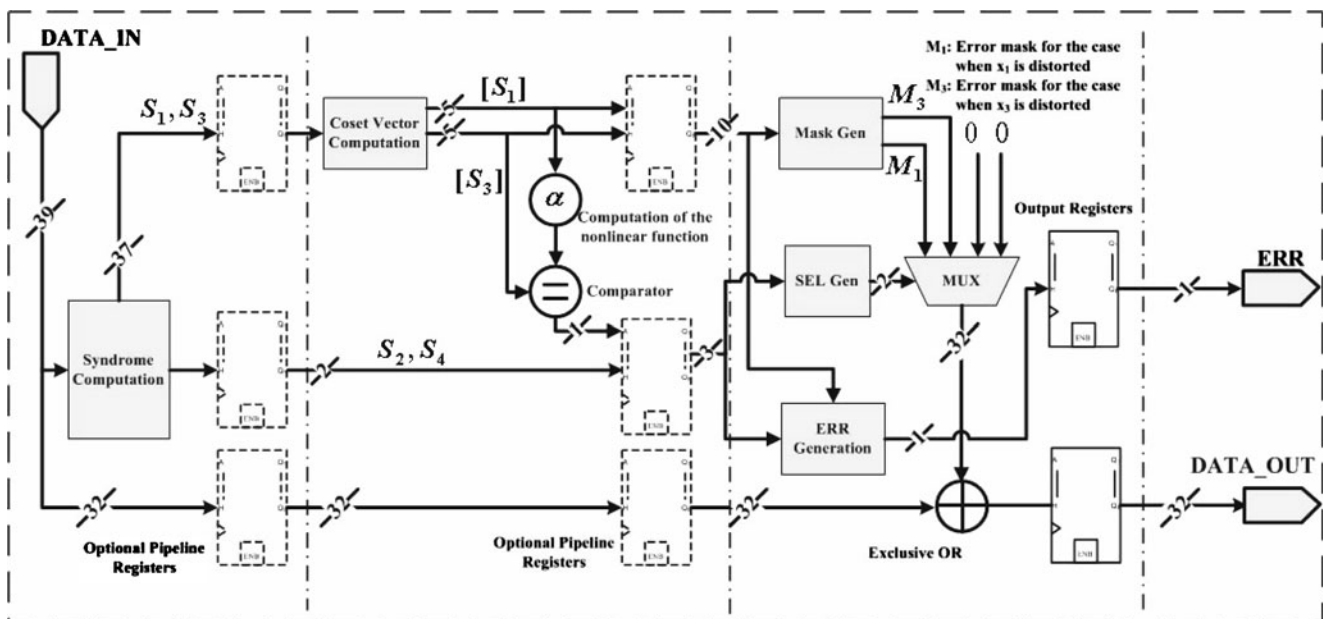 DATA_IN
M₁: Error mask for the case
when x₁ is distorted
M₃: Error mask for the case
when x₃ is distorted
S₁, S₃
Coset Vector
Computation
5
5
[S₁]
[S₃]
α
Computation of the
nonlinear function
=
Comparator
1
10
Mask Gen
M₃
M₁
0 0
Output Registers
39
37
Syndrome
Computation
2
S₂, S₄
3
SEL Gen
2
MUX
32
ERR
Generation
1
1
ERR
32
32
32
Exclusive OR
32
DATA_OUT
Optional Pipeline
Registers
Optional Pipeline
Registers
ENB
ENB
ENB
ENB
ENB
ENB
ENB
ENB